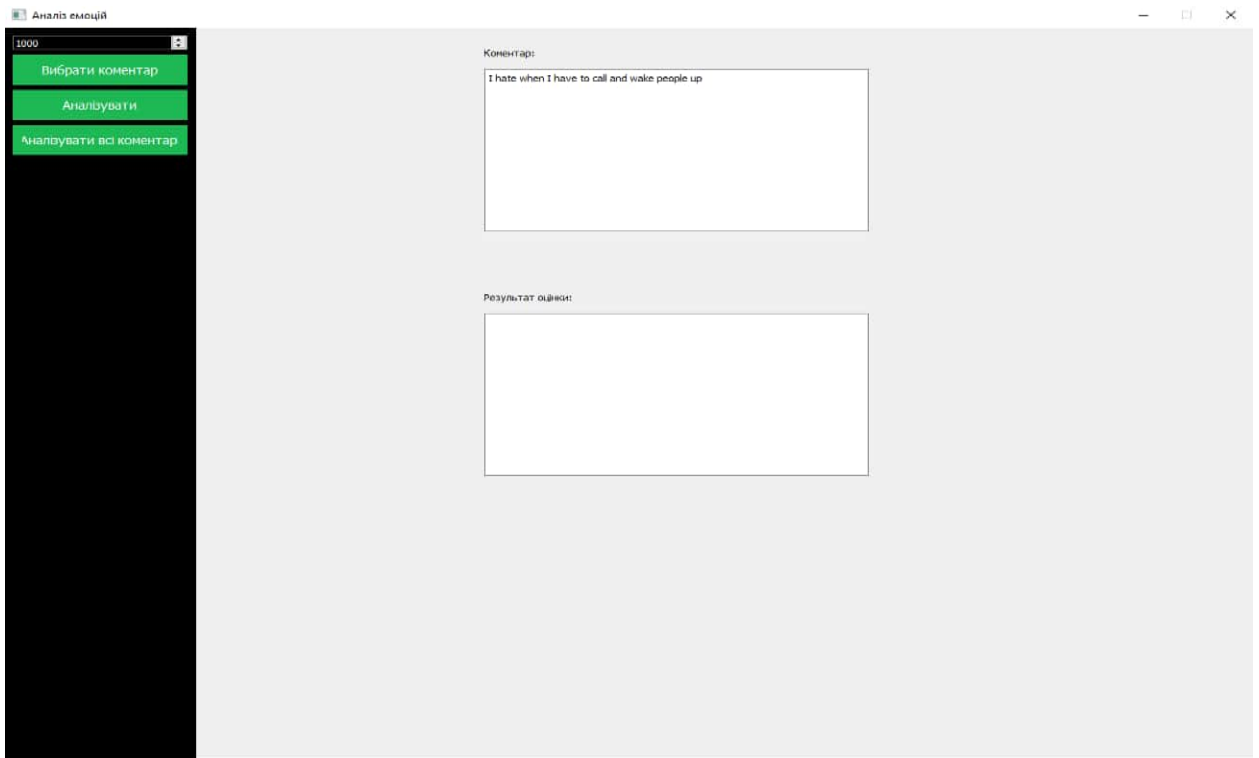 Аналіз емоцій
1000
Вибрати коментар
Аналізувати
Аналізувати всі коментар
Коментар:
I hate when I have to call and wake people up
Результат оцінки: